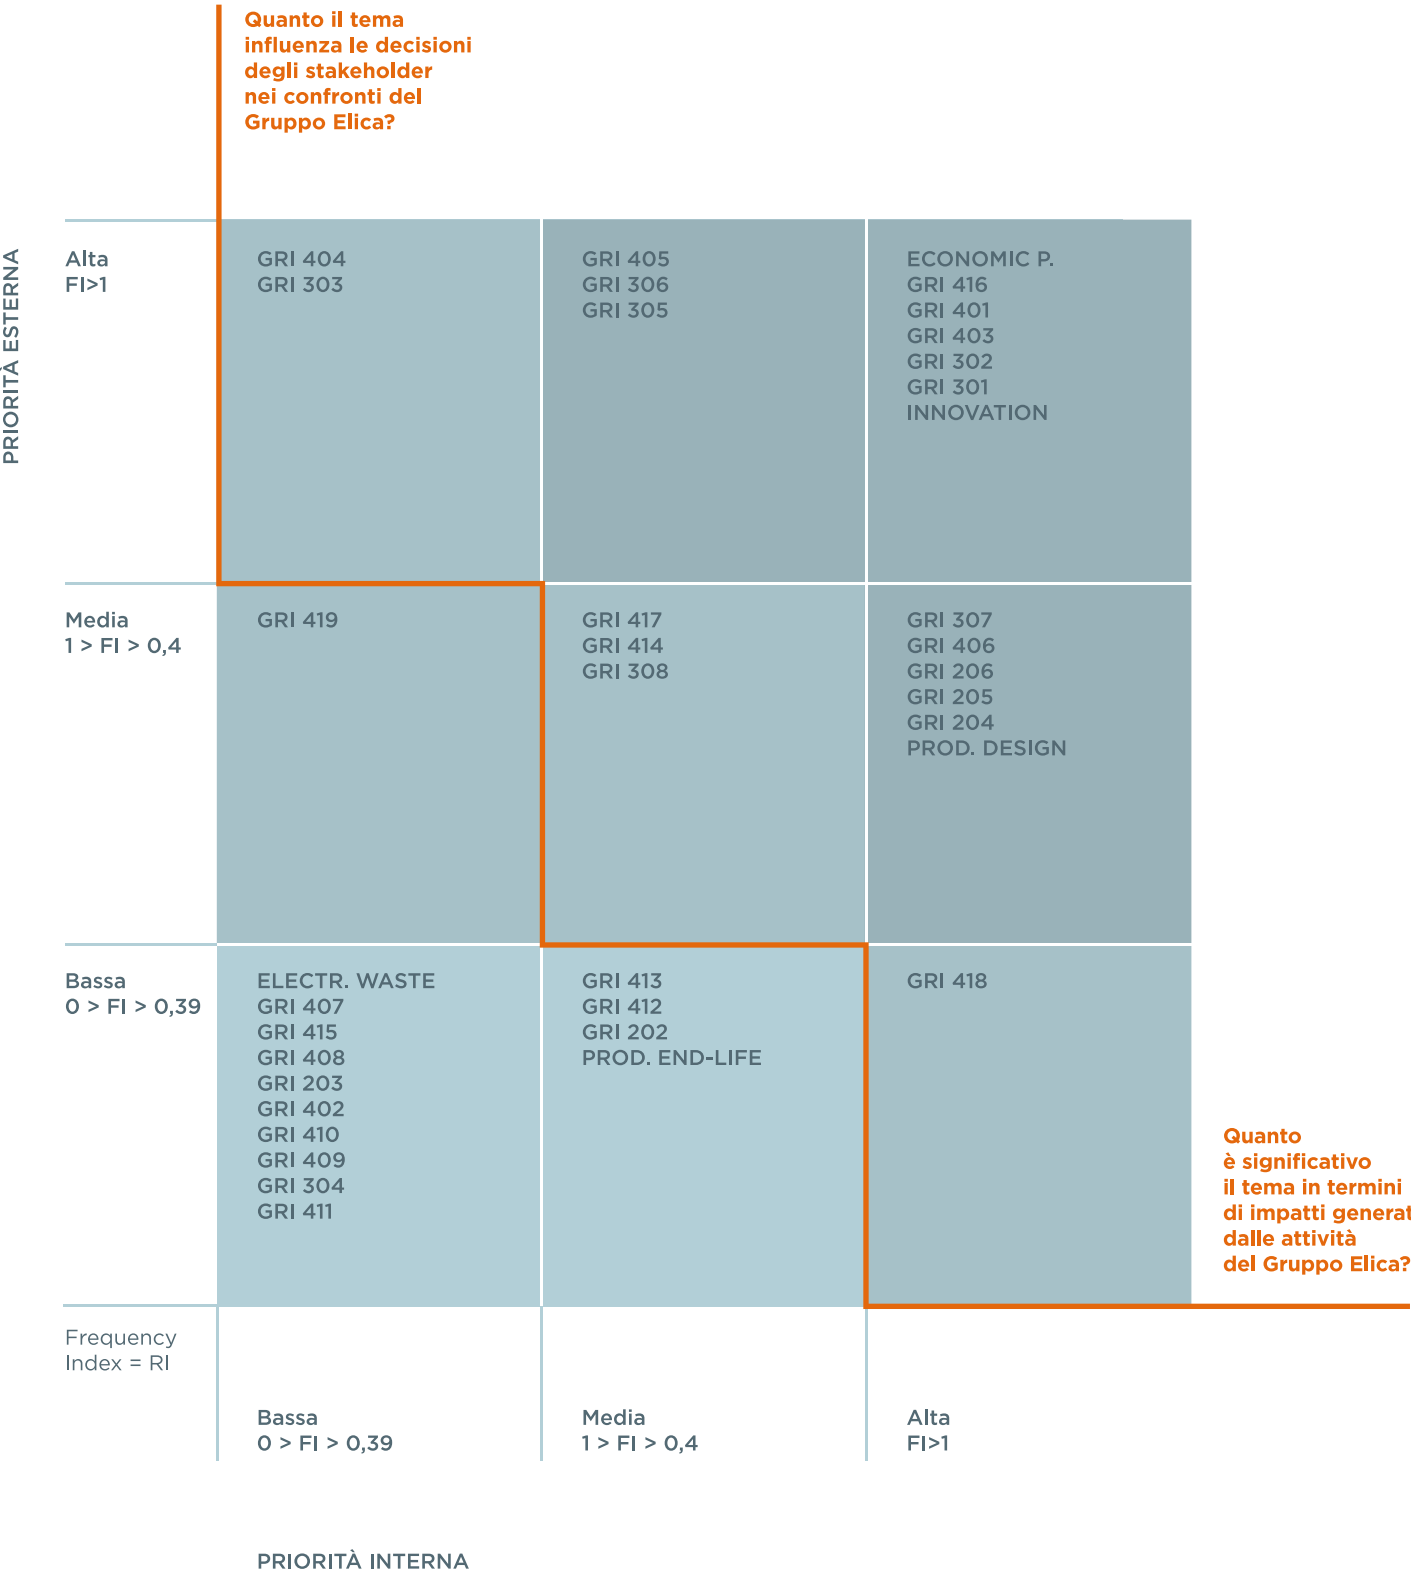 Quanto il tema
influenza le decisioni
degli stakeholder
nei confronti del
Gruppo Elica?
PRIORITÀ ESTERNA
Alta
FI>1
GRI 404
GRI 303
GRI 405
GRI 306
GRI 305
ECONOMIC P.
GRI 416
GRI 401
GRI 403
GRI 302
GRI 301
INNOVATION
Media
1 > FI > 0,4
GRI 419
GRI 417
GRI 414
GRI 308
GRI 307
GRI 406
GRI 206
GRI 205
GRI 204
PROD. DESIGN
Bassa
0 > FI > 0,39
ELECTR. WASTE
GRI 407
GRI 415
GRI 408
GRI 203
GRI 402
GRI 410
GRI 409
GRI 304
GRI 411
GRI 413
GRI 412
GRI 202
PROD. END-LIFE
GRI 418
Quanto
è significativo
il tema in termini
di impatti generat
dalle attività
del Gruppo Elica?
Frequency
Index = RI
Bassa
0 > FI > 0,39
Media
1 > FI > 0,4
Alta
FI>1
PRIORITÀ INTERNA